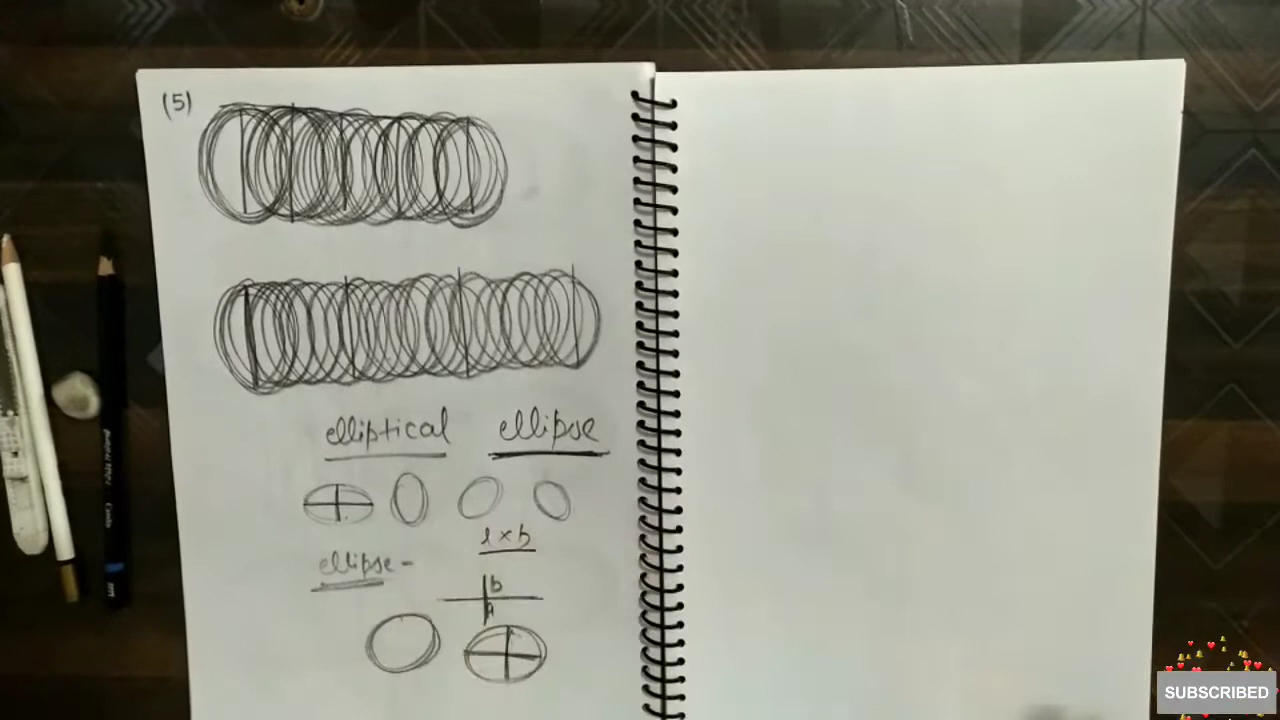 (5)
elliptical ellipse
l × b
ellipse -
b
SUBSCRIBED